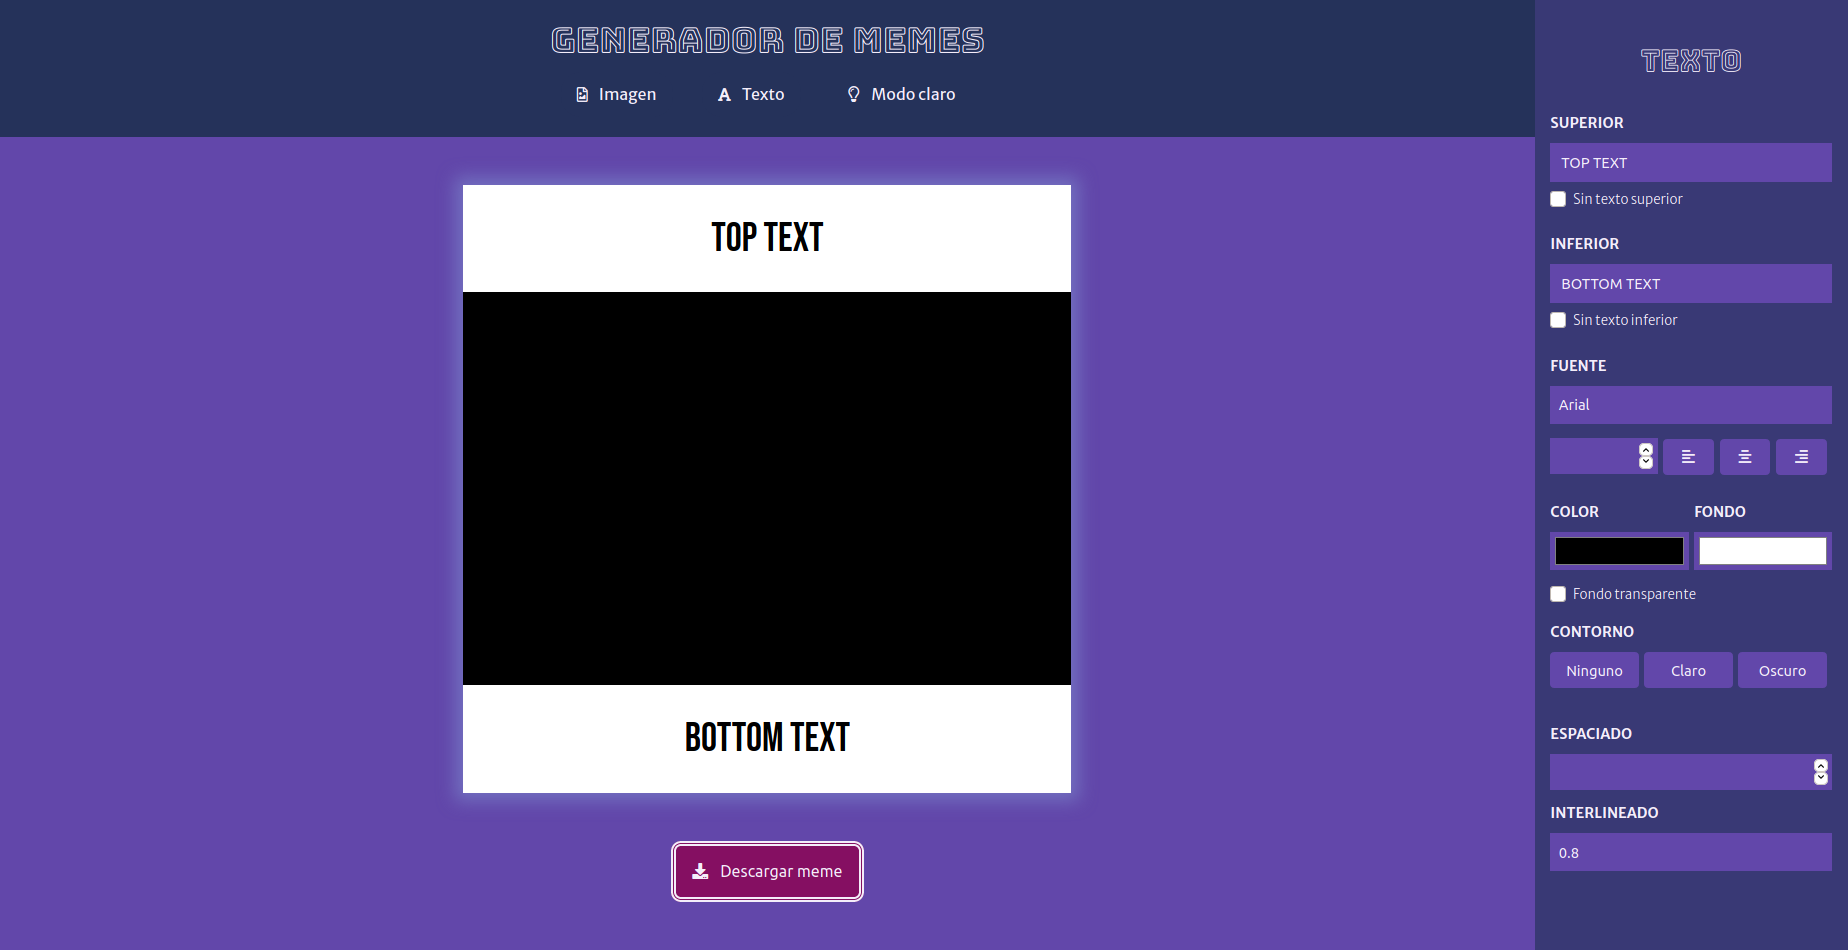 GENERADOR DE MEMES
Imagen Texto Modo claro
TOP TEXT
BOTTOM TEXT
Descargar meme
TEXTO
SUPERIOR
TOP TEXT
Sin texto superior
INFERIOR
BOTTOM TEXT
Sin texto inferior
FUENTE
Arial
COLOR FONDO
Fondo transparente
CONTORNO
Ninguno Claro Oscuro
ESPACIADO
INTERLINEADO
0.8